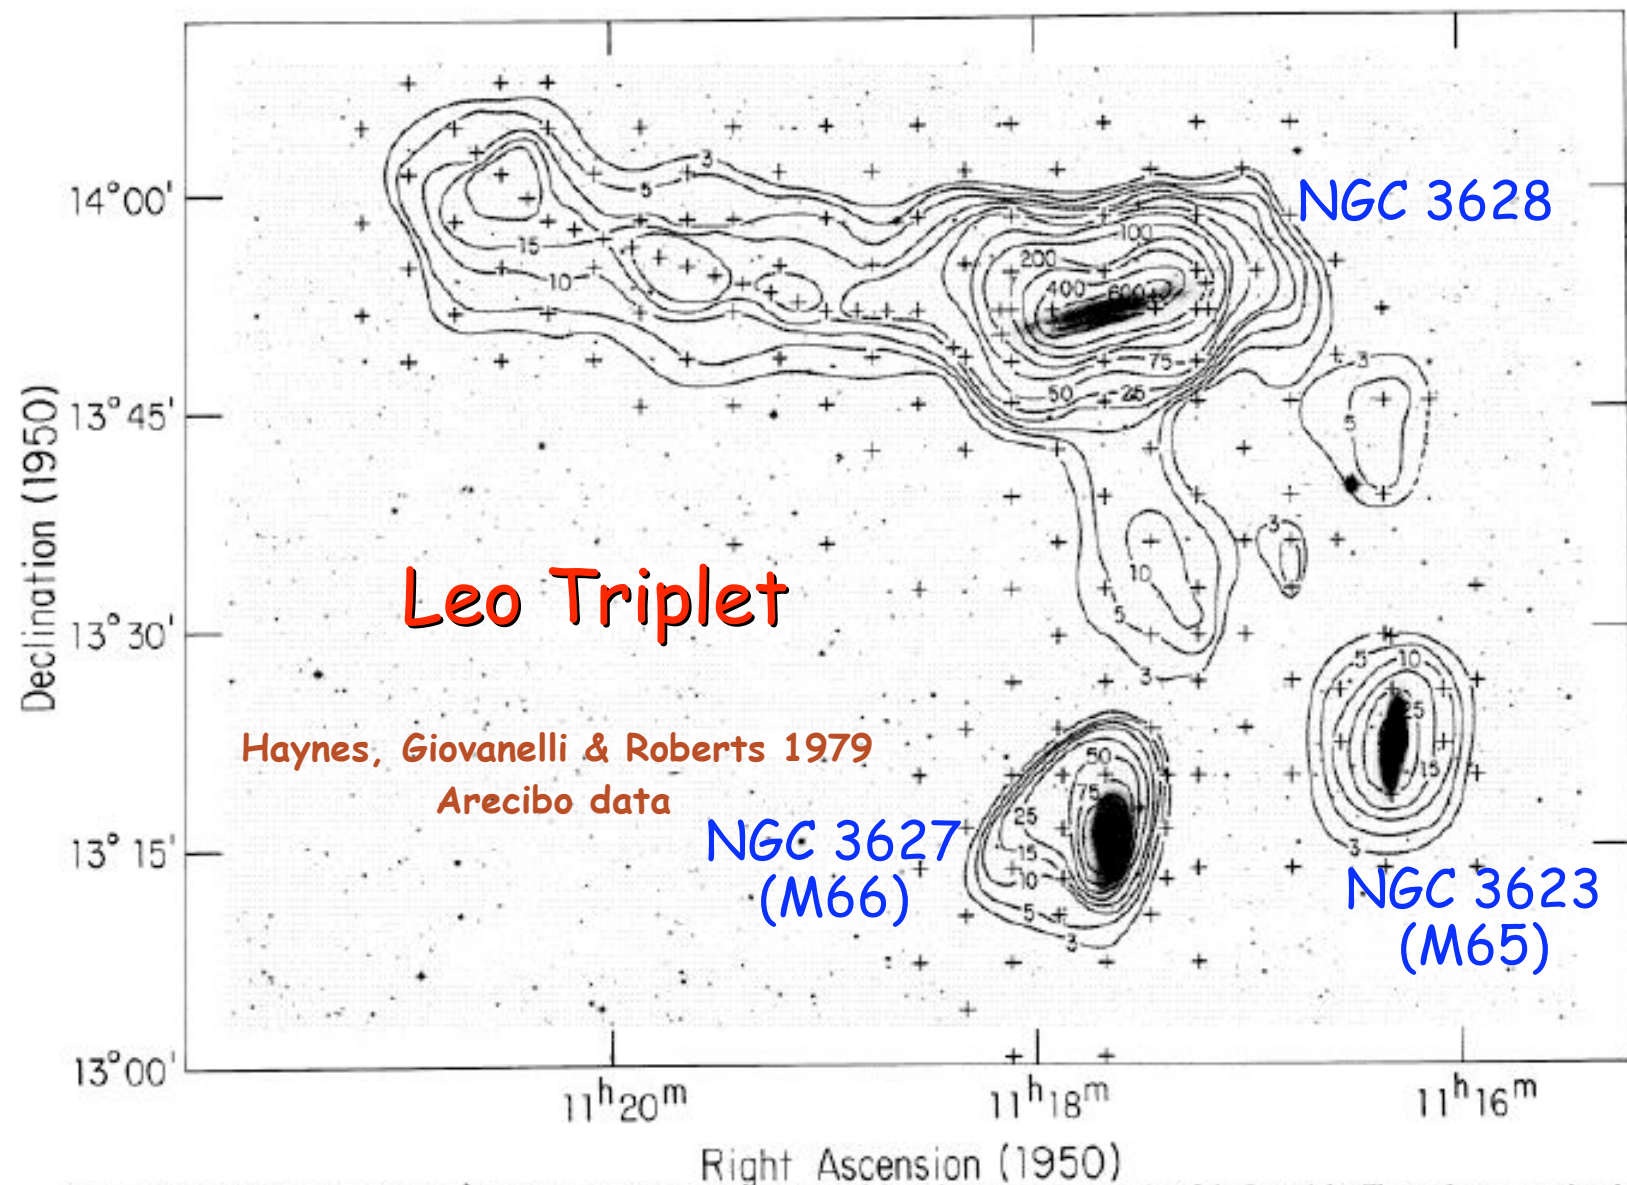 NGC 3628
14°00'
13°45'
13°30'
13°15'
13°00'
Declination (1950)
3
5
15
10
100
200
400
600
75
50
25
3
5
3
10
5
3
Leo Triplet
Haynes, Giovanelli & Roberts 1979
Arecibo data
5
10
25
15
3
50
75
25
15
10
5
3
NGC 3627
(M66)
NGC 3623
(M65)
11h20m
11h18m
11h16m
Right Ascension (1950)